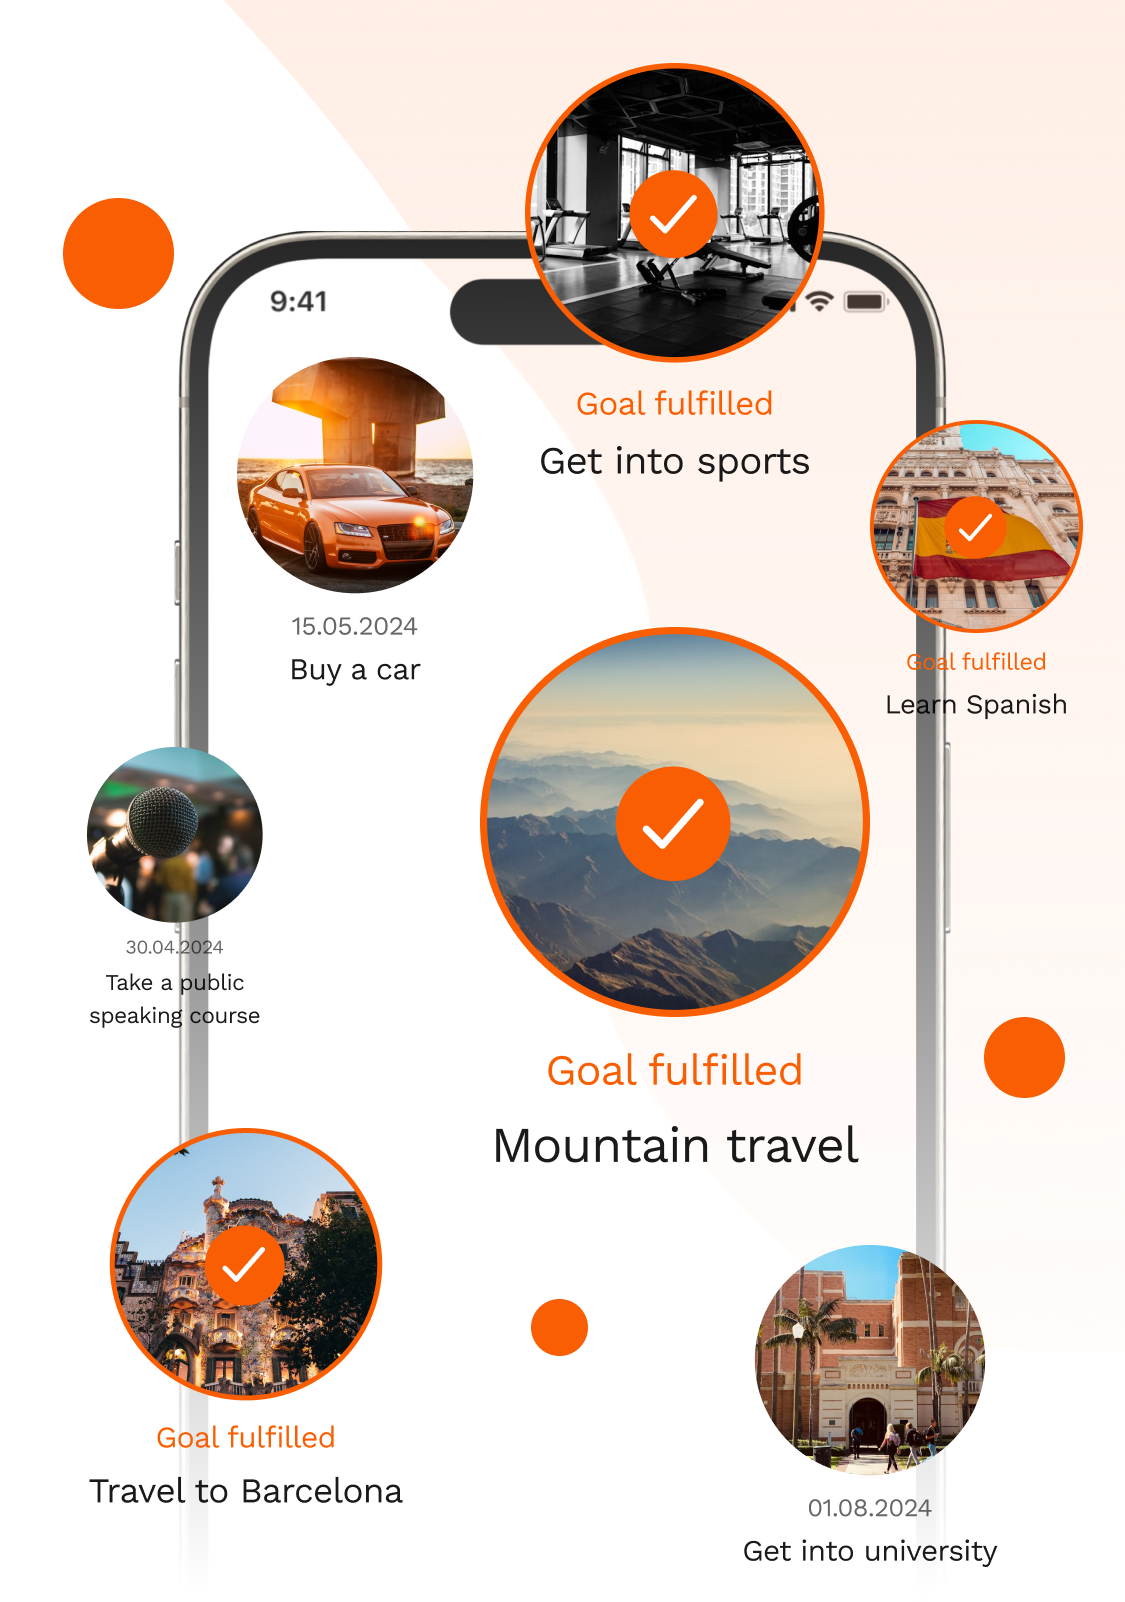 9:41
Goal fulfilled
Get into sports
15.05.2024
Buy a car
Goal fulfilled
Learn Spanish
30.04.2024
Take a public
speaking course
Goal fulfilled
Mountain travel
Goal fulfilled
Travel to Barcelona
01.08.2024
Get into university